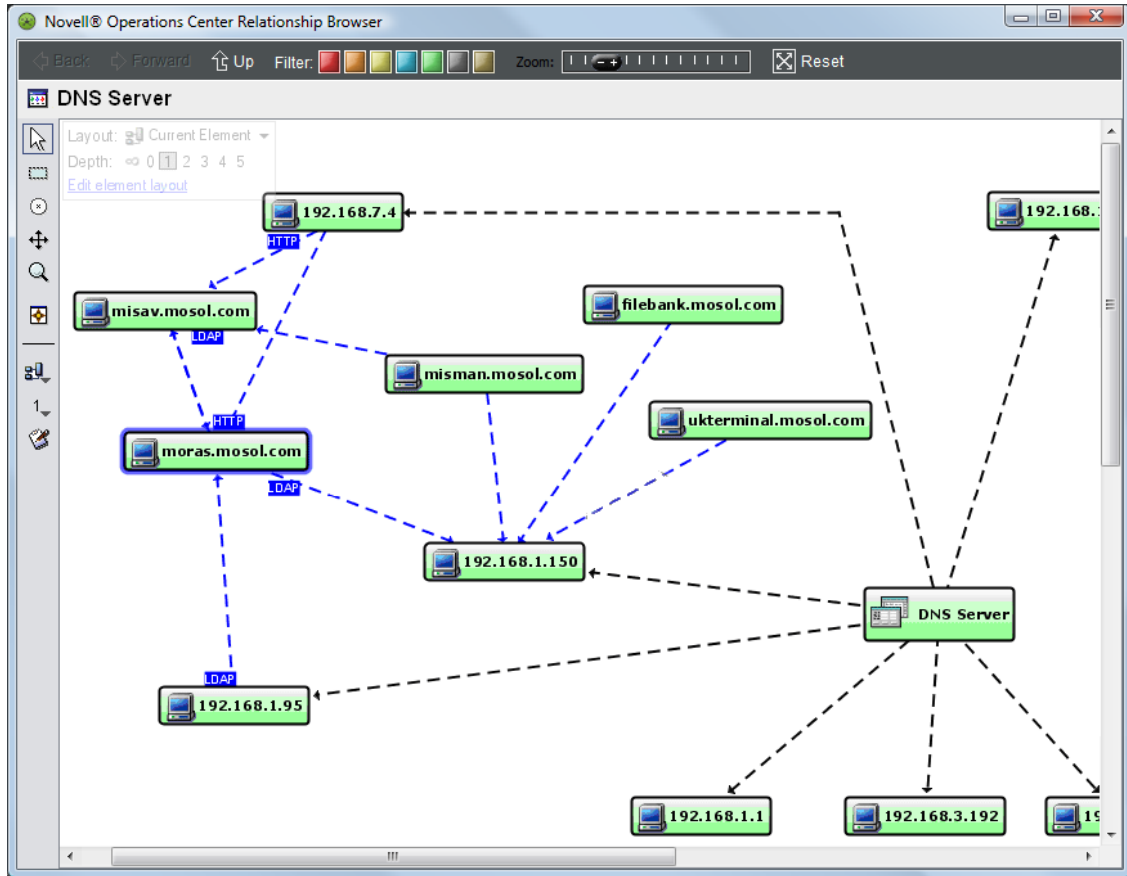 Novell® Operations Center Relationship Browser
Back Forward Up Filter: Zoom: Reset
DNS Server
Layout: Current Element
Depth: ∞ 0 1 2 3 4 5
Edit element layout
192.168.7.4
192.168.
HTTP
misav.mosol.com
filebank.mosol.com
LDAP
misman.mosol.com
HTTP
ukterminal.mosol.com
moras.mosol.com
LDAP
192.168.1.150
DNS Server
LDAP
192.168.1.95
192.168.1.1
192.168.3.192
19
1